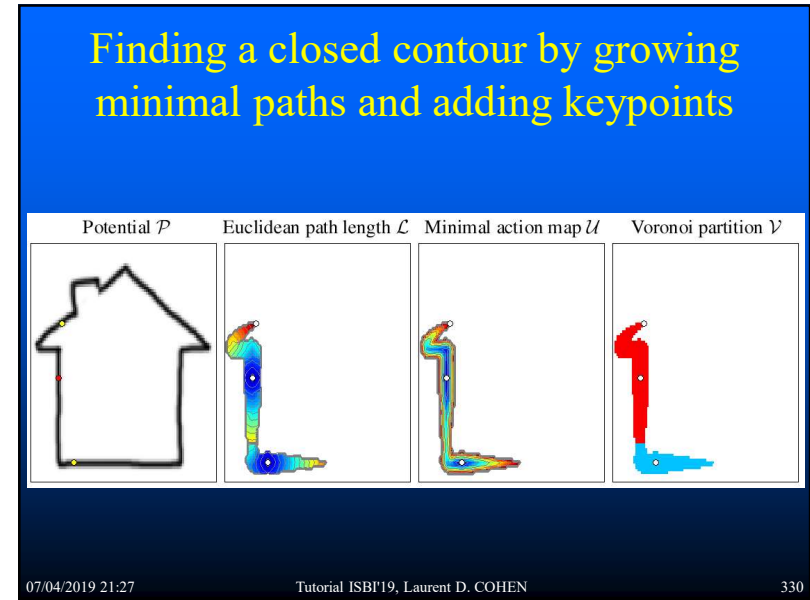 Finding a closed contour by growing
minimal paths and adding keypoints
Potential 𝒫
Euclidean path length ℒ
Minimal action map 𝒰
Voronoi partition 𝒱
07/04/2019 21:27
Tutorial ISBI'19, Laurent D. COHEN
330